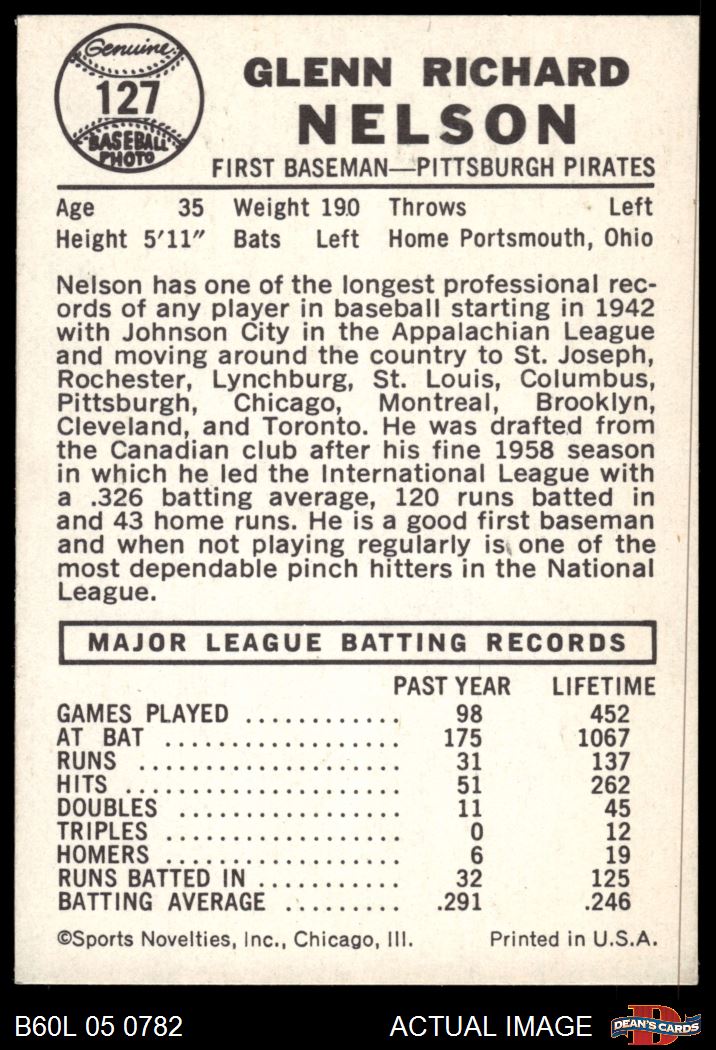 Genuine
127
BASEBALL
PHOTO
GLENN RICHARD
NELSON
FIRST BASEMAN—PITTSBURGH PIRATES
Age 35 Weight 190 Throws Left
Height 5'11" Bats Left Home Portsmouth, Ohio
Nelson has one of the longest professional rec-
ords of any player in baseball starting in 1942
with Johnson City in the Appalachian League
and moving around the country to St. Joseph,
Rochester, Lynchburg, St. Louis, Columbus,
Pittsburgh, Chicago, Montreal, Brooklyn,
Cleveland, and Toronto. He was drafted from
the Canadian club after his fine 1958 season
in which he led the International League with
a .326 batting average, 120 runs batted in
and 43 home runs. He is a good first baseman
and when not playing regularly is one of the
most dependable pinch hitters in the National
League.
MAJOR LEAGUE BATTING RECORDS
PAST YEAR LIFETIME
GAMES PLAYED ............ 98 452
AT BAT .................. 175 1067
RUNS .................... 31 137
HITS ..................... 51 262
DOUBLES ................. 11 45
TRIPLES .................. 0 12
HOMERS .................. 6 19
RUNS BATTED IN ........... 32 125
BATTING AVERAGE ......... .291 .246
©Sports Novelties, Inc., Chicago, Ill. Printed in U.S.A.
B60L 05 0782 ACTUAL IMAGE DEAN'S CARDS